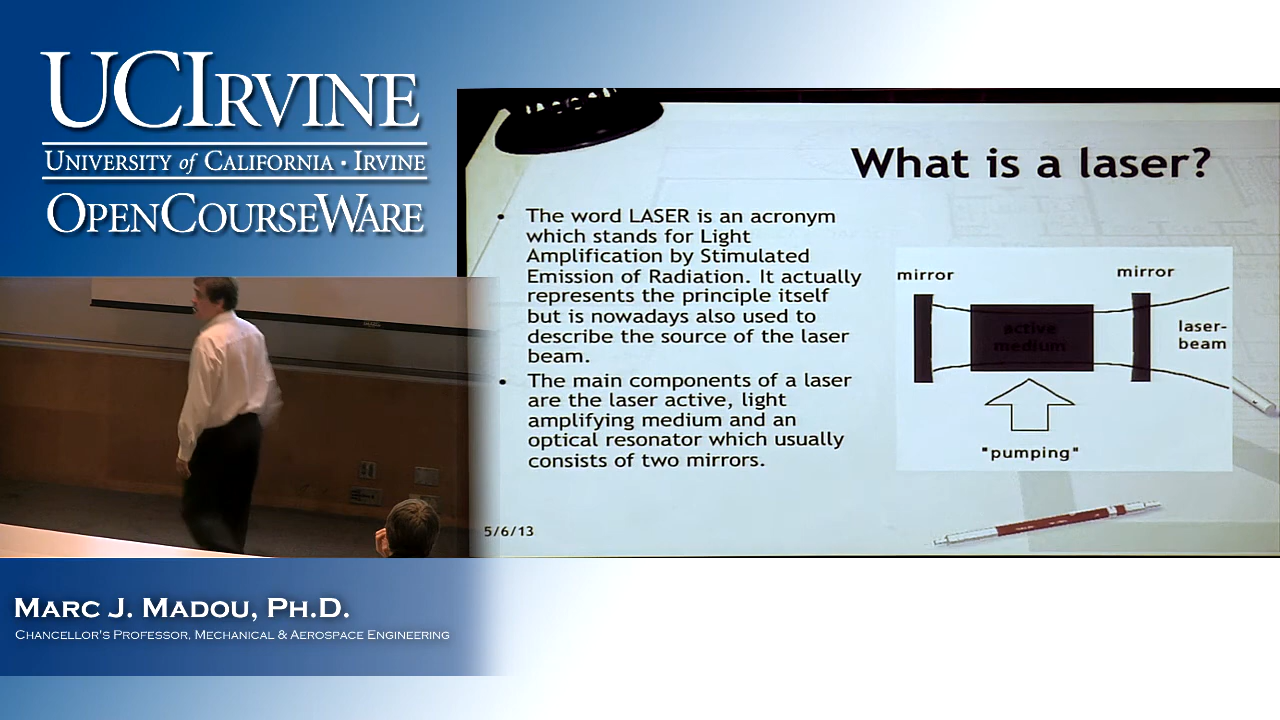 UCIRVINE
UNIVERSITY of CALIFORNIA · IRVINE
OPENCOURSEWARE
What is a laser?
• The word LASER is an acronym
which stands for Light
Amplification by Stimulated
Emission of Radiation. It actually
represents the principle itself
but is nowadays also used to
describe the source of the laser
beam.
• The main components of a laser
are the laser active, light
amplifying medium and an
optical resonator which usually
consists of two mirrors.
mirror
mirror
active
medium
laser-
beam
"pumping"
5/6/13
MARC J. MADOU, PH.D.
CHANCELLOR'S PROFESSOR, MECHANICAL & AEROSPACE ENGINEERING